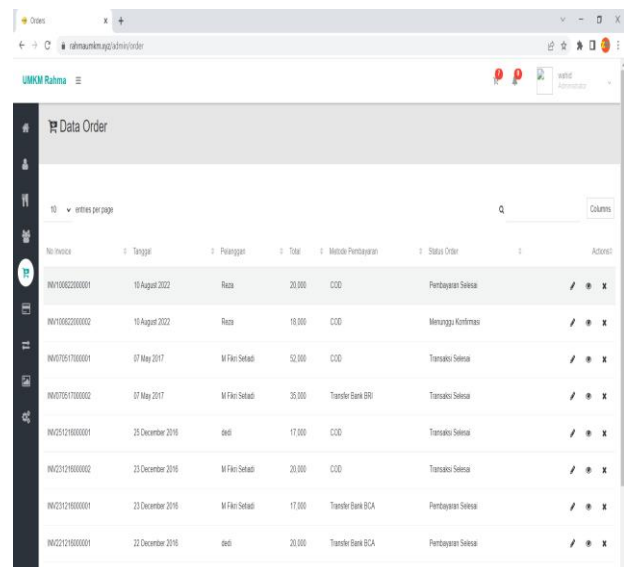 Orders
rahmaumkm.xyz/admin/order
UMKM Rahma
wahid
Administrator
Data Order
10 entries per page
Columns
No Invoice Tanggal Pelanggan Total Metode Pembayaran Status Order Actions
INV100822000001 10 August 2022 Reza 20,000 COD Pembayaran Selesai
INV100822000002 10 August 2022 Reza 18,000 COD Menunggu Konfirmasi
INV070517000001 07 May 2017 M Fikri Setiadi 52,000 COD Transaksi Selesai
INV070517000002 07 May 2017 M Fikri Setiadi 35,000 Transfer Bank BRI Transaksi Selesai
INV251216000001 25 December 2016 dedi 17,000 COD Transaksi Selesai
INV231216000002 23 December 2016 M Fikri Setiadi 20,000 COD Transaksi Selesai
INV231216000001 23 December 2016 M Fikri Setiadi 17,000 Transfer Bank BCA Pembayaran Selesai
INV221216000001 22 December 2016 dedi 20,000 Transfer Bank BCA Pembayaran Selesai